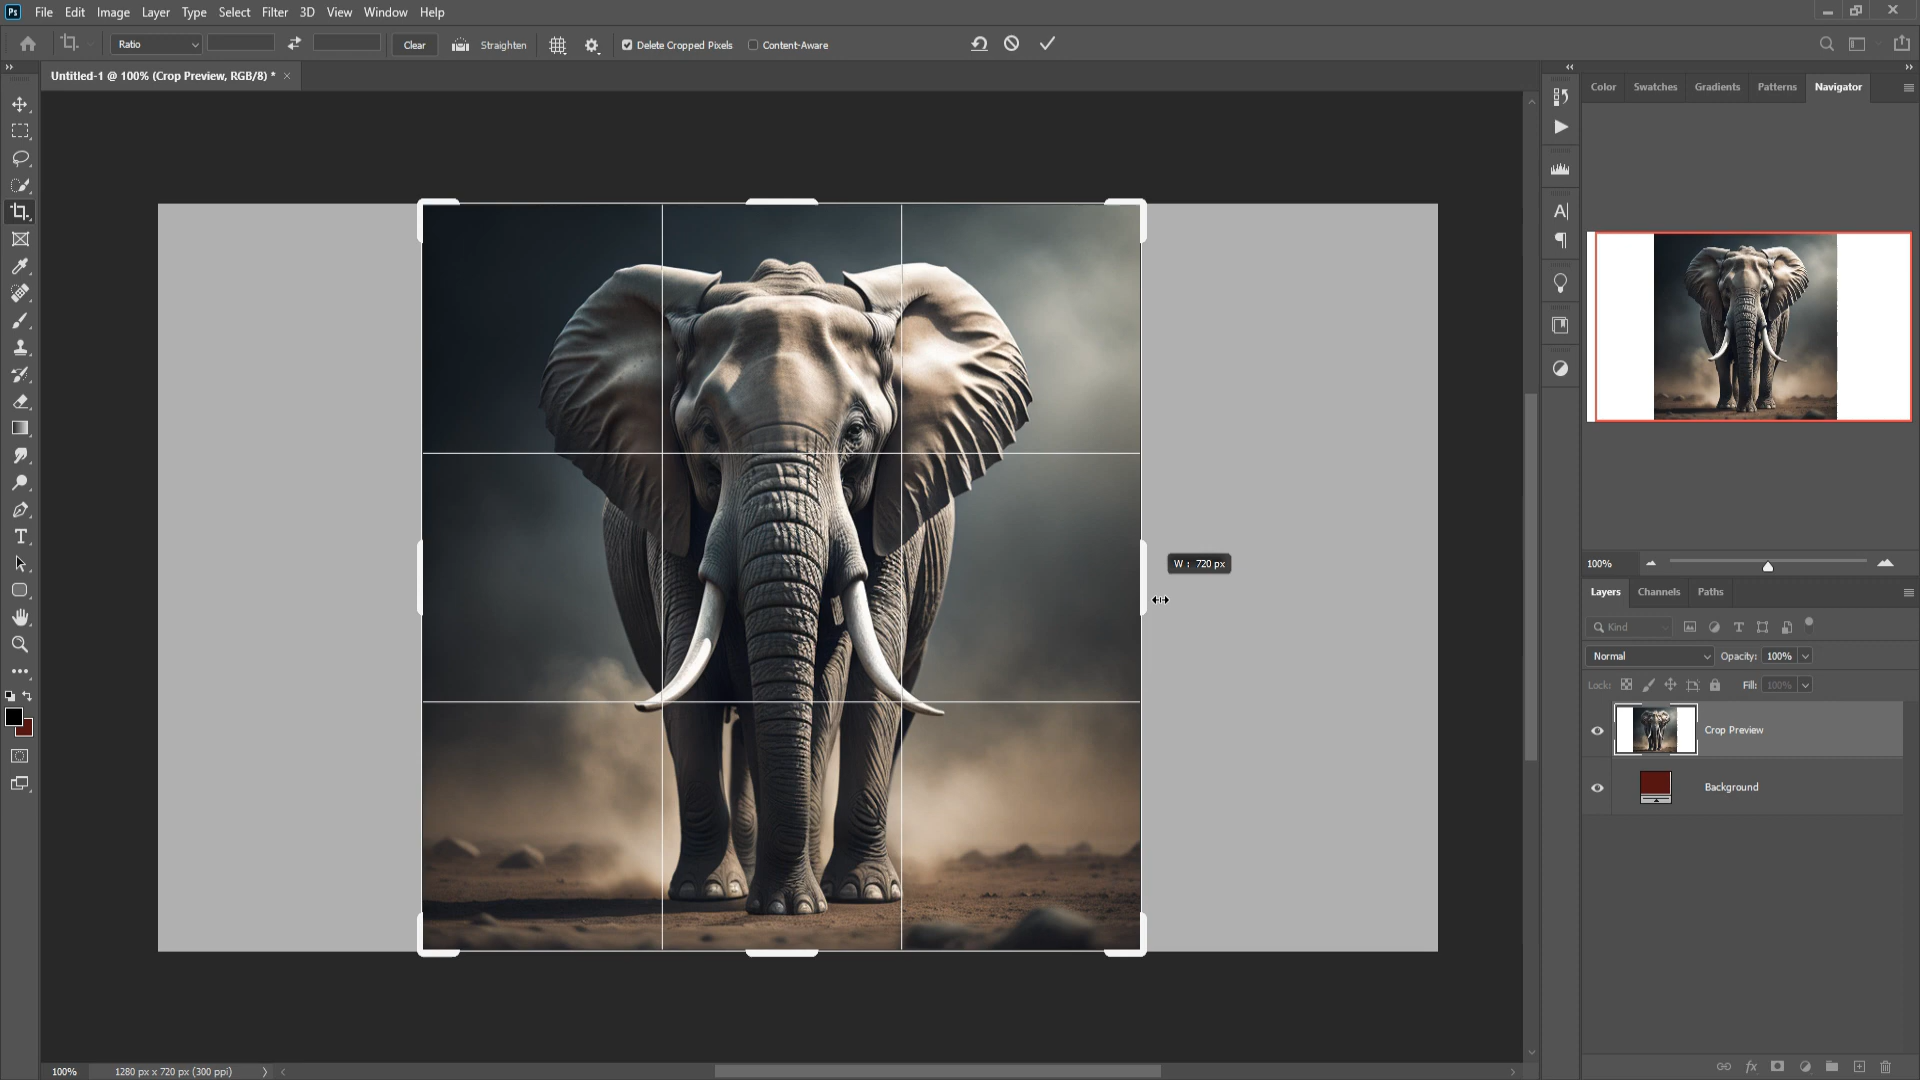 Ps File Edit Image Layer Type Select Filter 3D View Window Help
Ratio Clear Straighten Delete Cropped Pixels Content-Aware
Untitled-1 @ 100% (Crop Preview, RGB/8) *
Color Swatches Gradients Patterns Navigator
W : 720 px
100%
Layers Channels Paths
Kind
Normal Opacity: 100%
Lock: Fill: 100%
Crop Preview
Background
100% 1280 px x 720 px (300 ppi)